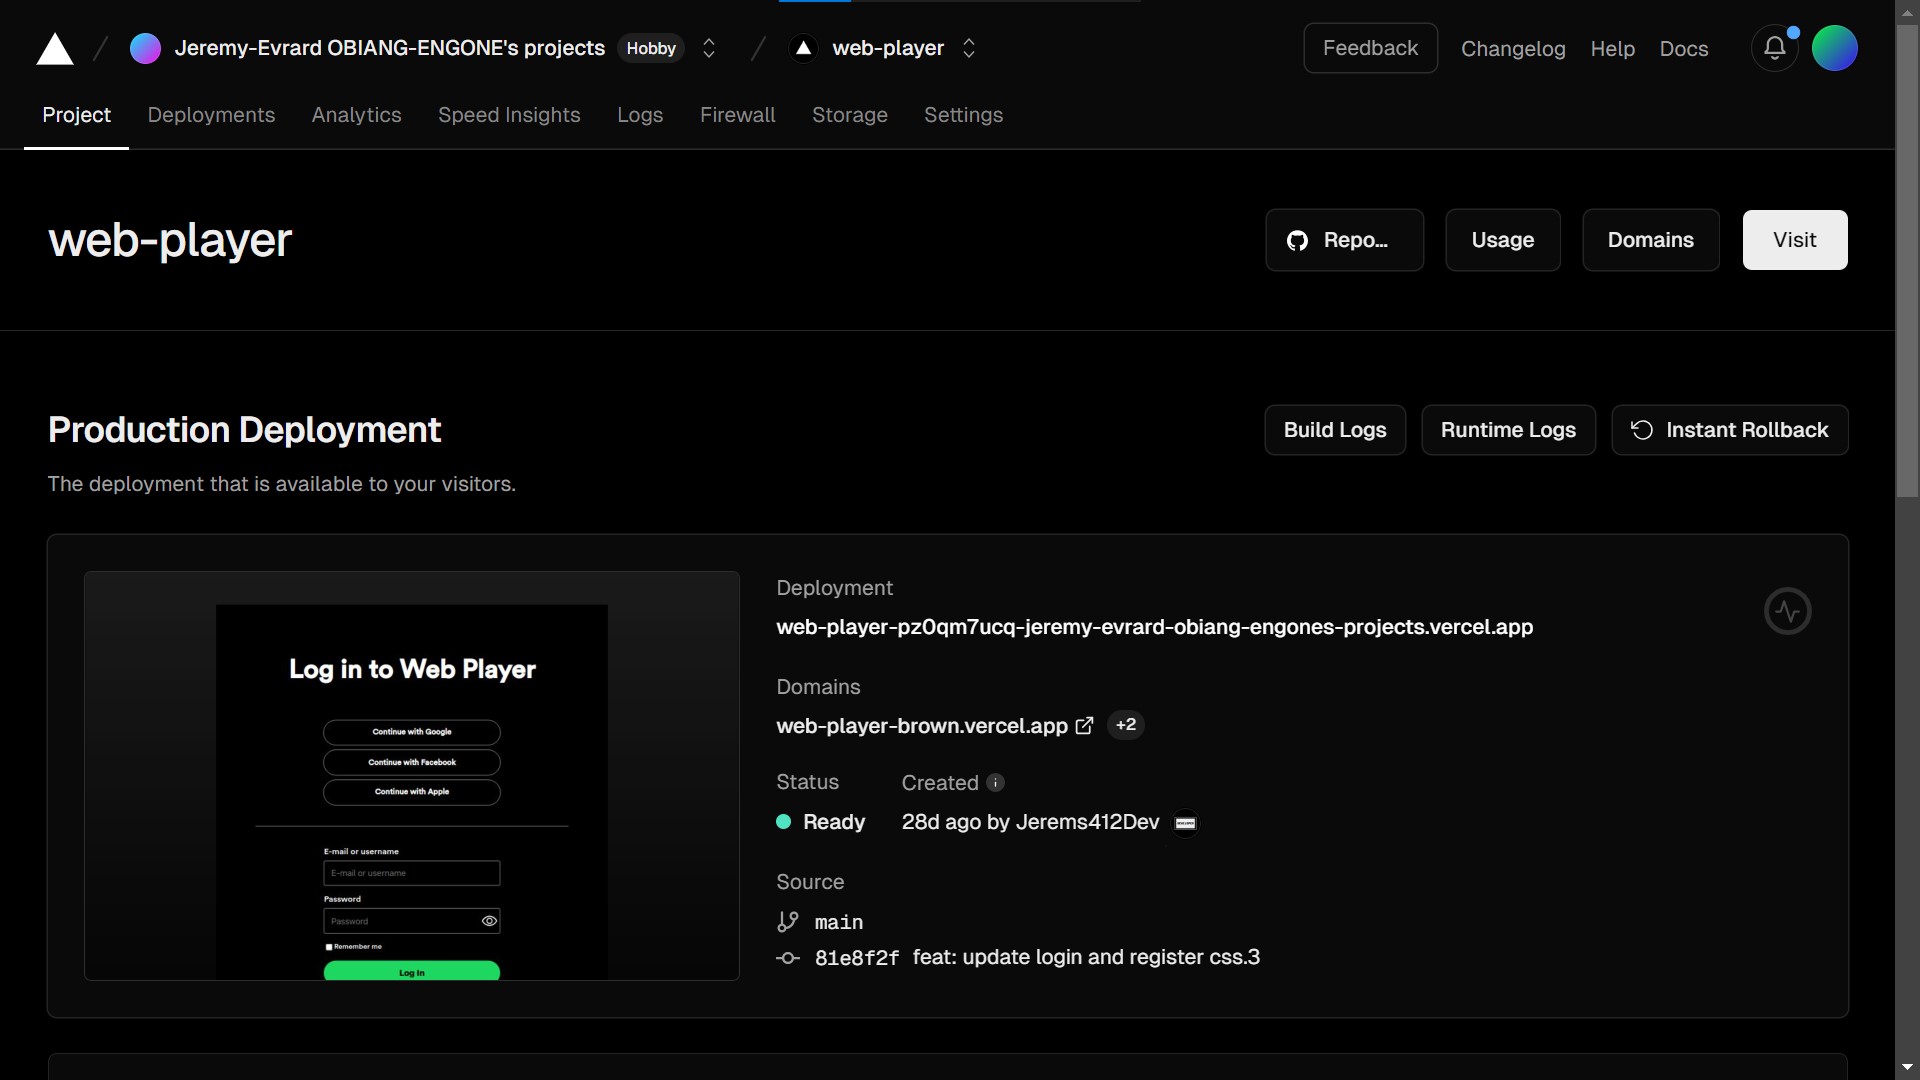 Jeremy-Evrard OBIANG-ENGONE's projects Hobby web-player Feedback Changelog Help Docs
Project Deployments Analytics Speed Insights Logs Firewall Storage Settings
web-player
Repo... Usage Domains Visit
Production Deployment
Build Logs Runtime Logs Instant Rollback
The deployment that is available to your visitors.
Log in to Web Player
Continue with Google
Continue with Facebook
Continue with Apple
E-mail or username
E-mail or username
Password
Password
Remember me
Log In
Deployment
web-player-pz0qm7ucq-jeremy-evrard-obiang-engones-projects.vercel.app
Domains
web-player-brown.vercel.app +2
Status Created
Ready 28d ago by Jerems412Dev
Source
main
81e8f2f feat: update login and register css.3